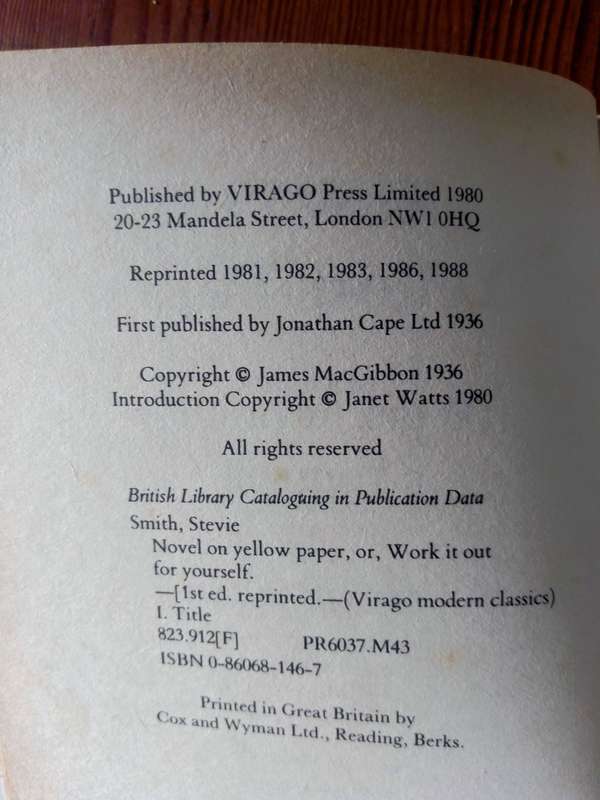 Published by VIRAGO Press Limited 1980
20-23 Mandela Street, London NW1 0HQ
Reprinted 1981, 1982, 1983, 1986, 1988
First published by Jonathan Cape Ltd 1936
Copyright © James MacGibbon 1936
Introduction Copyright © Janet Watts 1980
All rights reserved
British Library Cataloguing in Publication Data
Smith, Stevie
Novel on yellow paper, or, Work it out
for yourself.
—[1st ed. reprinted.—(Virago modern classics)
I. Title
823.912[F] PR6037.M43
ISBN 0-86068-146-7
Printed in Great Britain by
Cox and Wyman Ltd., Reading, Berks.